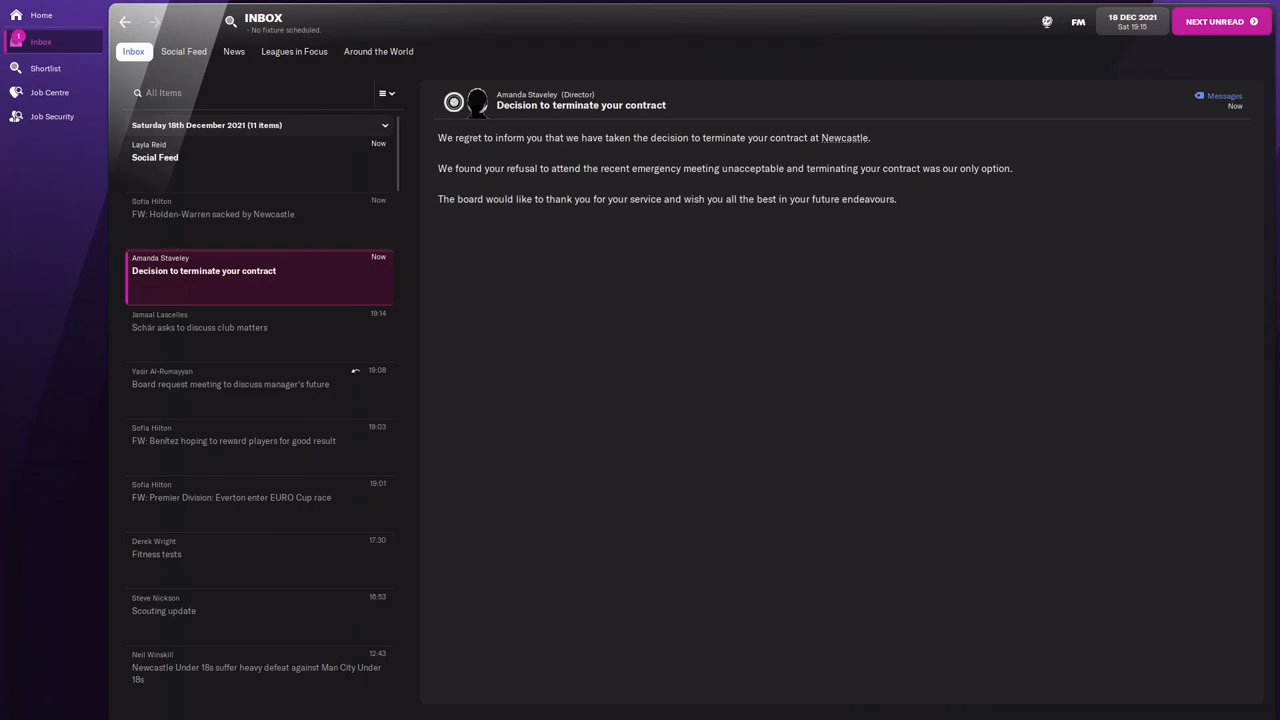 Home
1
Inbox
Shortlist
Job Centre
Job Security
INBOX
- No fixture scheduled.
FM
18 DEC 2021
Sat 19:15
NEXT UNREAD
Inbox
Social Feed
News
Leagues in Focus
Around the World
All Items
Saturday 18th December 2021 (11 items)
Layla Reid
Now
Social Feed
Sofia Hilton
Now
FW: Holden-Warren sacked by Newcastle
Amanda Staveley
Now
Decision to terminate your contract
Jamaal Lascelles
19:14
Schär asks to discuss club matters
Yasir Al-Rumayyan
19:08
Board request meeting to discuss manager's future
Sofia Hilton
19:03
FW: Benítez hoping to reward players for good result
Sofia Hilton
19:01
FW: Premier Division: Everton enter EURO Cup race
Derek Wright
17:30
Fitness tests
Steve Nickson
16:53
Scouting update
Neil Winskill
12:43
Newcastle Under 18s suffer heavy defeat against Man City Under
18s
Amanda Staveley (Director)
Decision to terminate your contract
Messages
Now
We regret to inform you that we have taken the decision to terminate your contract at Newcastle.
We found your refusal to attend the recent emergency meeting unacceptable and terminating your contract was our only option.
The board would like to thank you for your service and wish you all the best in your future endeavours.